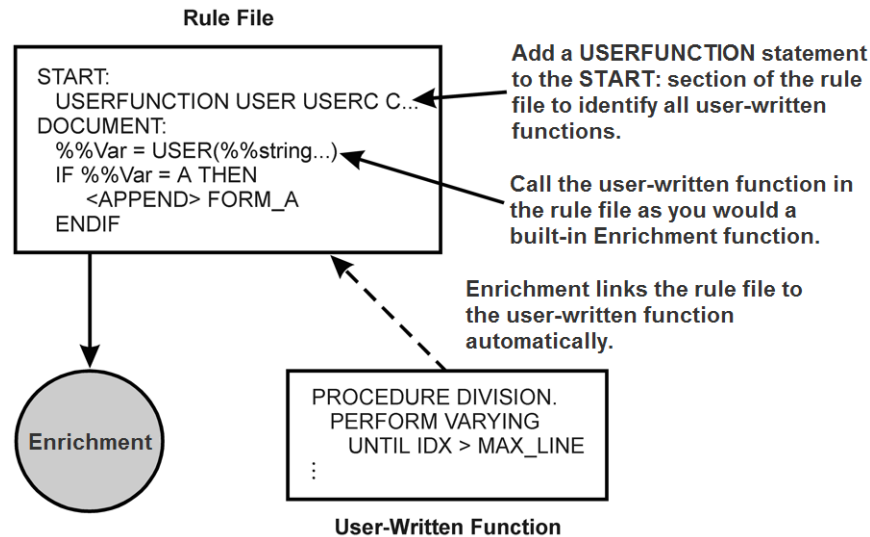 Rule File
START:
USERFUNCTION USER USERC C...
DOCUMENT:
%%Var = USER(%%string...)
IF %%Var = A THEN
<APPEND> FORM_A
ENDIF
Add a USERFUNCTION statement
to the START: section of the rule
file to identify all user-written
functions.
Call the user-written function in
the rule file as you would a
built-in Enrichment function.
Enrichment links the rule file to
the user-written function
automatically.
Enrichment
PROCEDURE DIVISION.
PERFORM VARYING
UNTIL IDX > MAX_LINE
⋮
User-Written Function